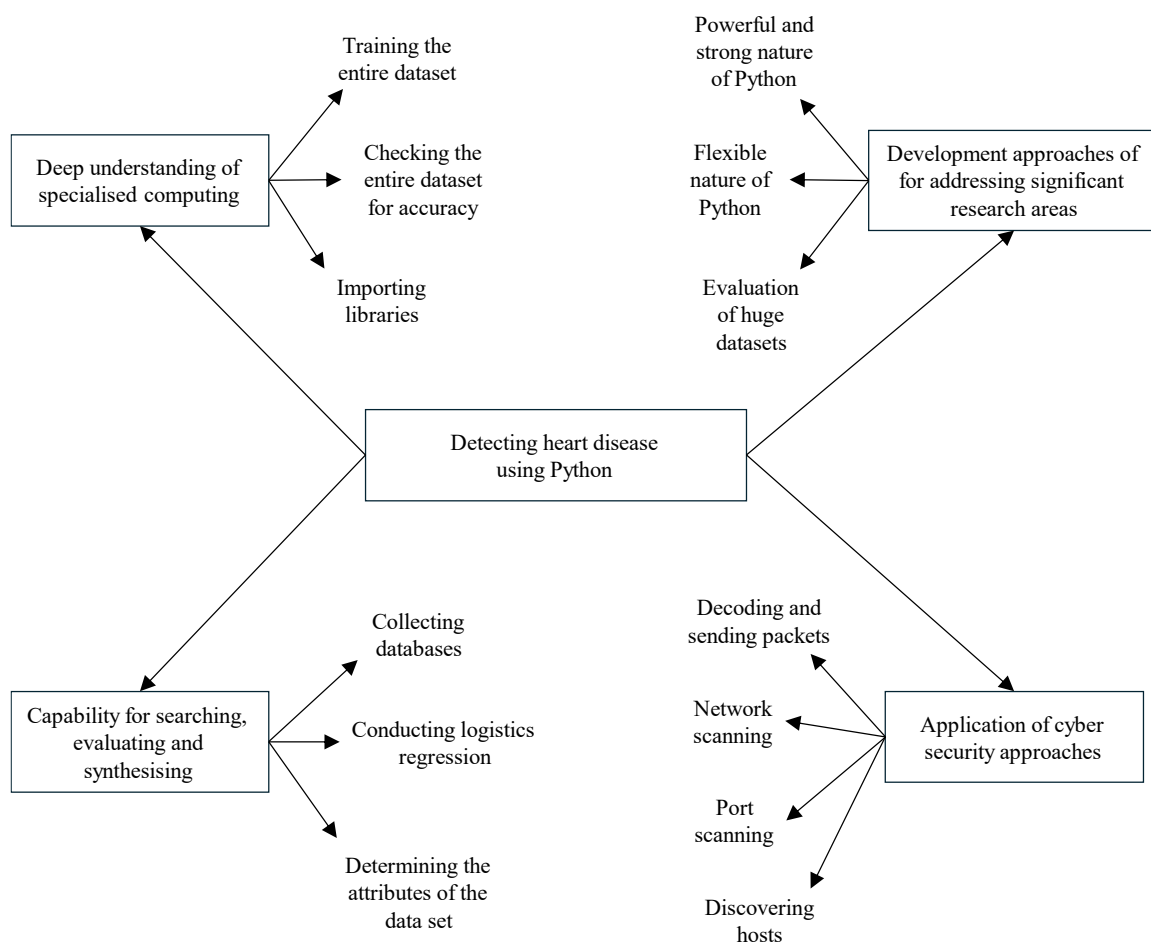 Training the
entire dataset
Deep understanding of
specialised computing
Checking the
entire dataset
for accuracy
Importing
libraries
Powerful and
strong nature
of Python
Flexible
nature of
Python
Development approaches of
for addressing significant
research areas
Evaluation
of huge
datasets
Detecting heart disease
using Python
Collecting
databases
Capability for searching,
evaluating and
synthesising
Conducting logistics
regression
Determining the
attributes of the
data set
Decoding and
sending packets
Network
scanning
Application of cyber
security approaches
Port
scanning
Discovering
hosts